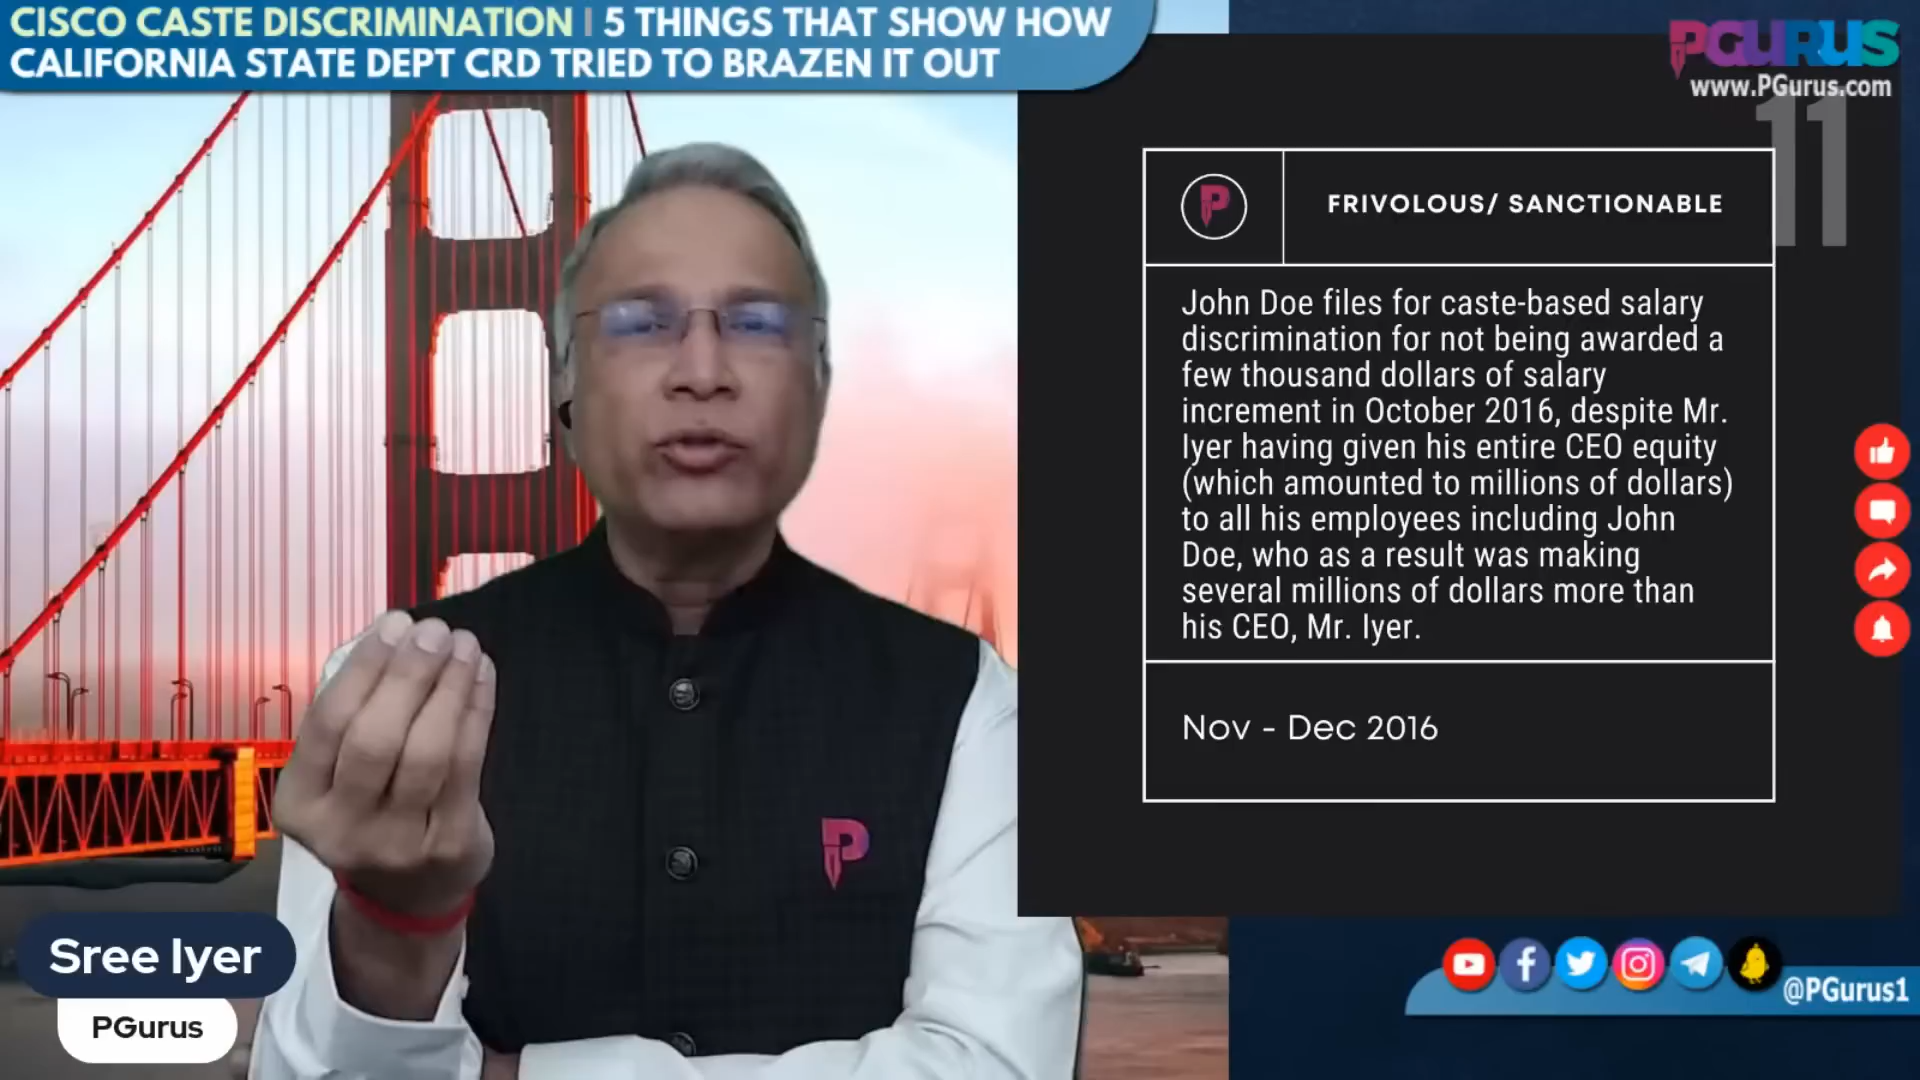 CISCO CASTE DISCRIMINATION | 5 THINGS THAT SHOW HOW
CALIFORNIA STATE DEPT CRD TRIED TO BRAZEN IT OUT
PGURUS
www.PGurus.com
11
P
FRIVOLOUS/ SANCTIONABLE
John Doe files for caste-based salary
discrimination for not being awarded a
few thousand dollars of salary
increment in October 2016, despite Mr.
Iyer having given his entire CEO equity
(which amounted to millions of dollars)
to all his employees including John
Doe, who as a result was making
several millions of dollars more than
his CEO, Mr. Iyer.
Nov - Dec 2016
P
Sree Iyer
PGurus
@PGurus1